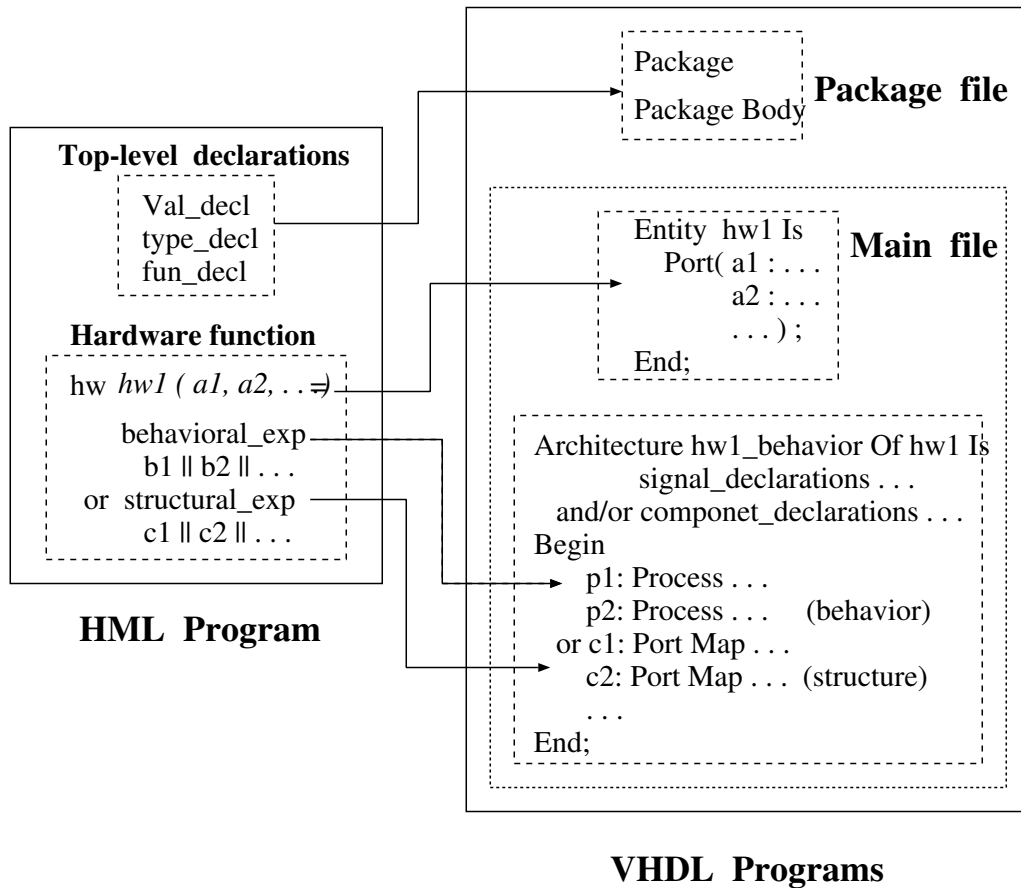 Top-level declarations
Val_decl
type_decl
fun_decl
Hardware function
hw hw1 ( a1, a2, . . .) =
behavioral_exp
b1 || b2 || . . .
or structural_exp
c1 || c2 || . . .
HML Program
Package
Package Body
Package file
Main file
Entity hw1 Is
Port( a1 : . . .
a2 : . . .
. . . ) ;
End;
Architecture hw1_behavior Of hw1 Is
signal_declarations . . .
and/or componet_declarations . . .
Begin
p1: Process . . .
p2: Process . . . (behavior)
or c1: Port Map . . .
c2: Port Map . . . (structure)
. . .
End;
VHDL Programs